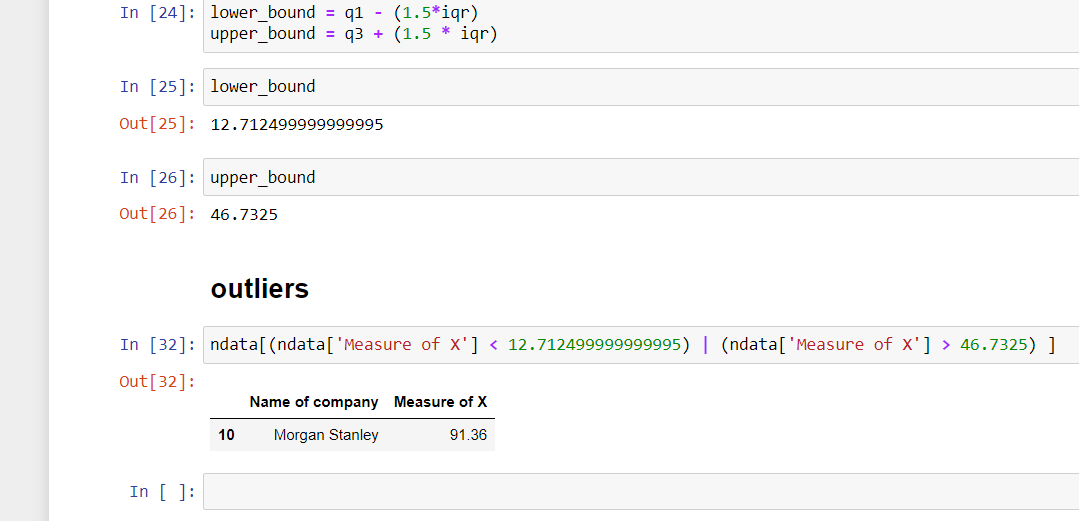 In [24]: lower_bound = q1 - (1.5*iqr)
upper_bound = q3 + (1.5 * iqr)
In [25]: lower_bound
Out[25]: 12.712499999999995
In [26]: upper_bound
Out[26]: 46.7325
outliers
In [32]: ndata[(ndata['Measure of X'] < 12.712499999999995) | (ndata['Measure of X'] > 46.7325) ]
Out[32]:
Name of company Measure of X
10 Morgan Stanley 91.36
In [ ]: